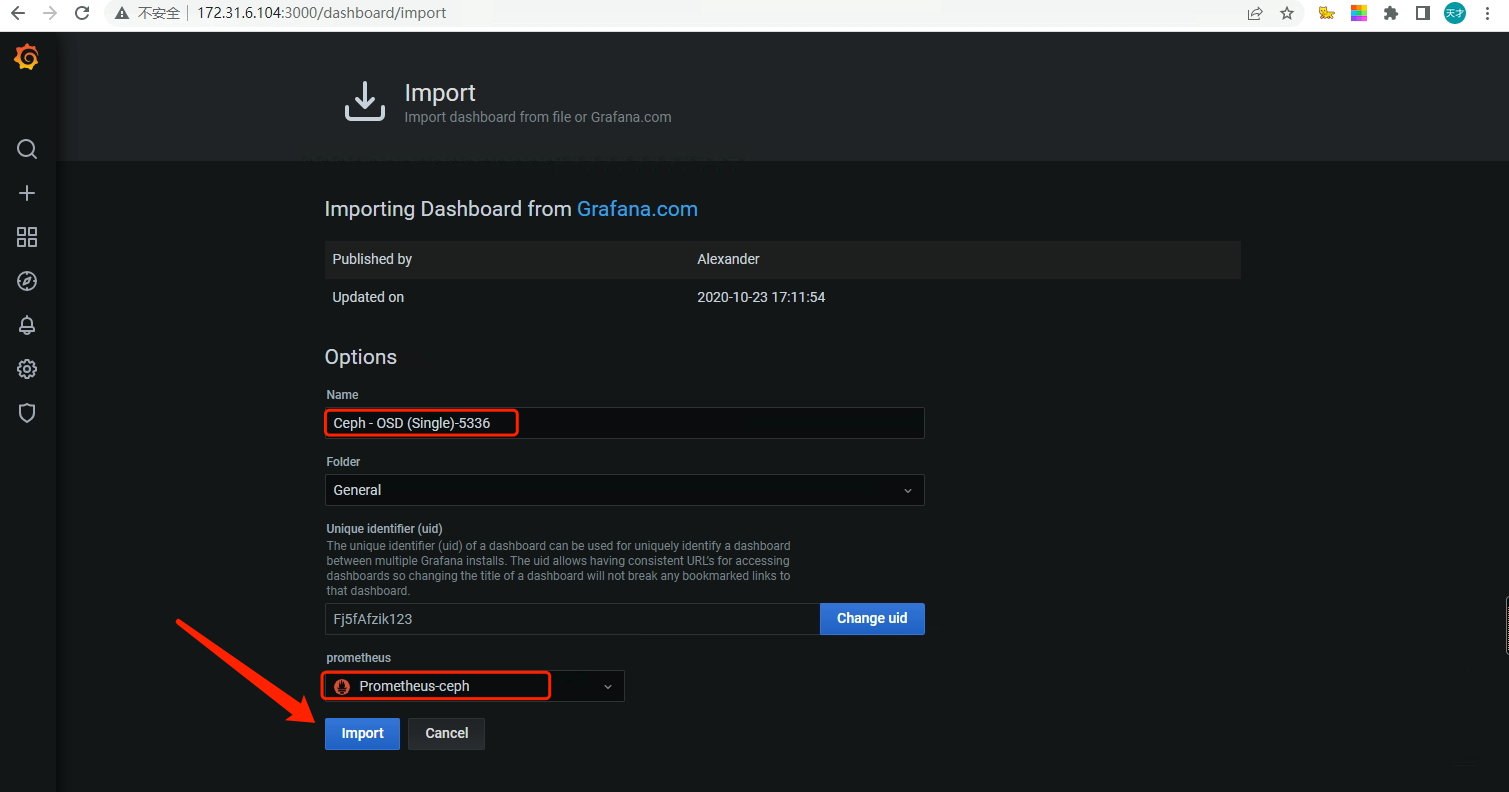 不安全 172.31.6.104:3000/dashboard/import
天才
Import
Import dashboard from file or Grafana.com
Importing Dashboard from Grafana.com
Published by Alexander
Updated on 2020-10-23 17:11:54
Options
Name
Ceph - OSD (Single)-5336
Folder
General
Unique identifier (uid)
The unique identifier (uid) of a dashboard can be used for uniquely identify a dashboard
between multiple Grafana installs. The uid allows having consistent URL's for accessing
dashboards so changing the title of a dashboard will not break any bookmarked links to
that dashboard.
Fj5fAfzik123 Change uid
prometheus
Prometheus-ceph
Import Cancel